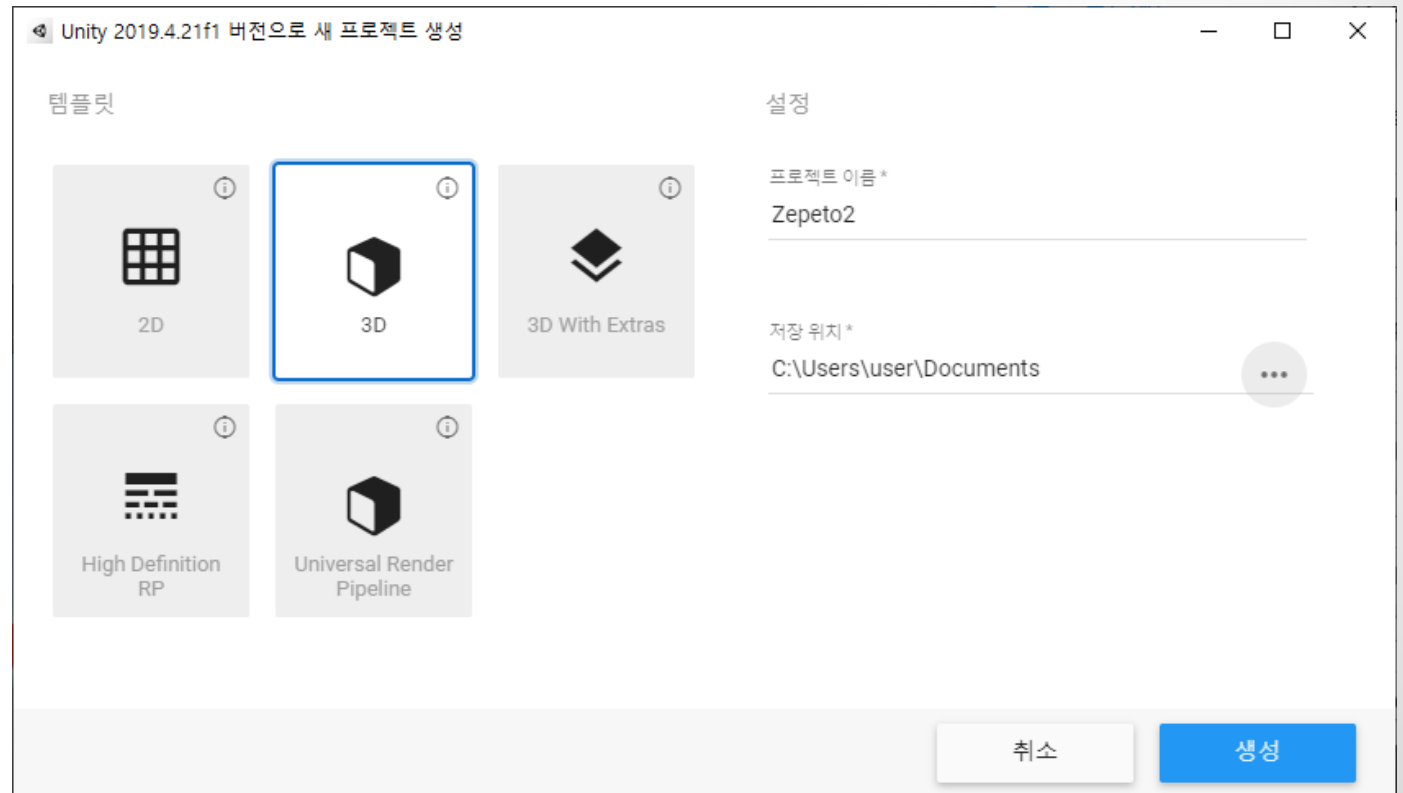 Unity 2019.4.21f1 버전으로 새 프로젝트 생성
템플릿
2D
3D
3D With Extras
High Definition
RP
Universal Render
Pipeline
설정
프로젝트 이름 *
Zepeto2
저장 위치 *
C:\Users\user\Documents
취소
생성